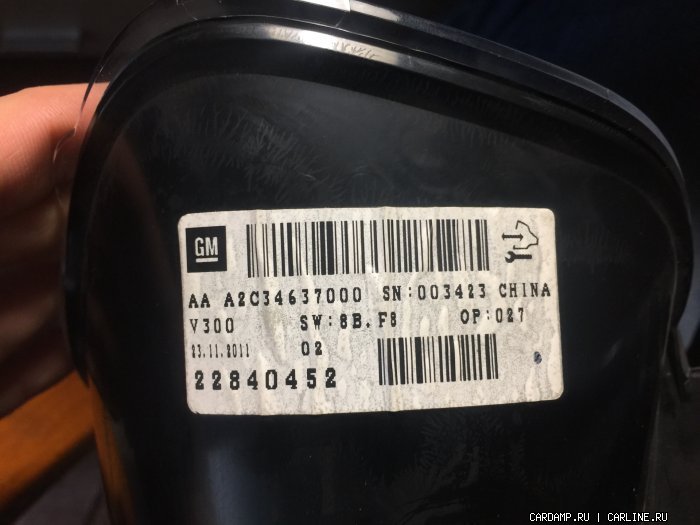 GM
AA A2C34637000 SN:003423 CHINA
V300 SW:8B.F8 OP:027
23.11.2011 02
22840452
CARDAMP.RU | CARLINE.RU